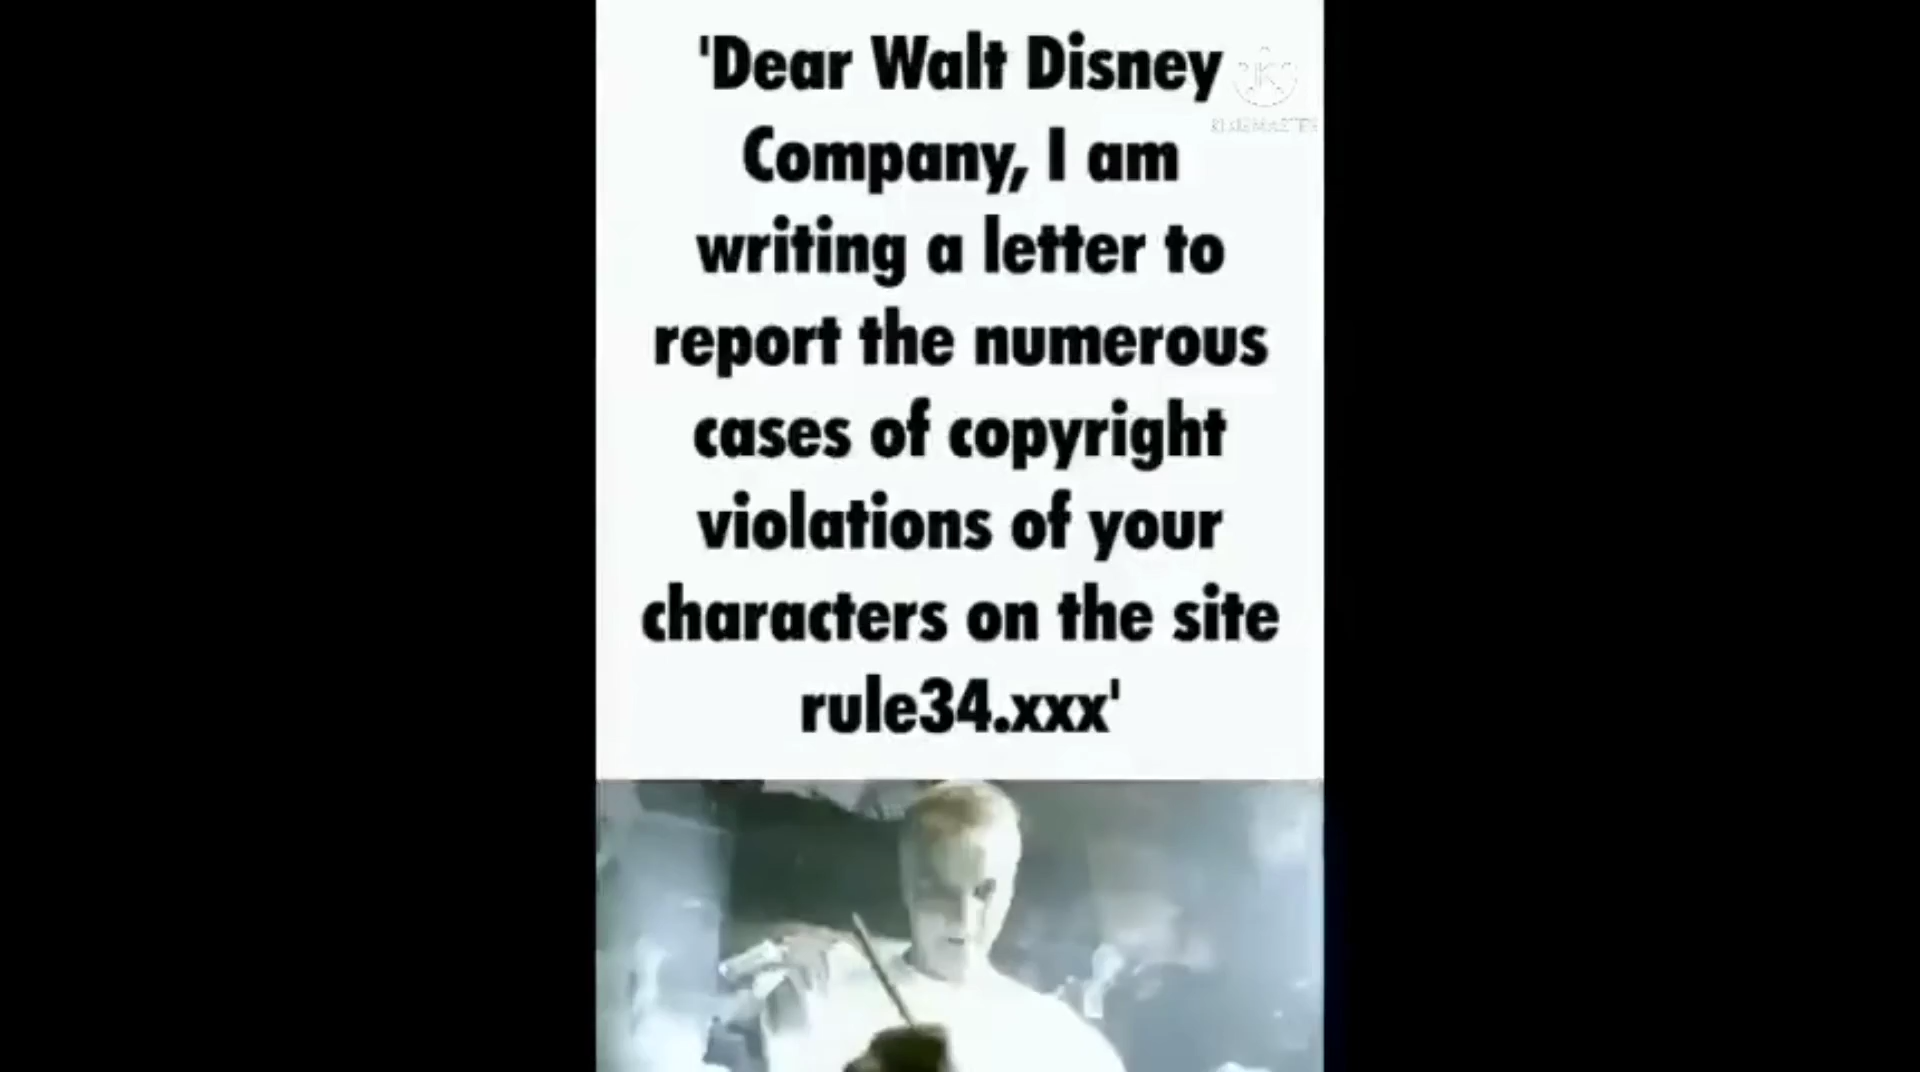 'Dear Walt Disney
Company, I am
writing a letter to
report the numerous
cases of copyright
violations of your
characters on the site
rule34.xxx'
KINEMASTER